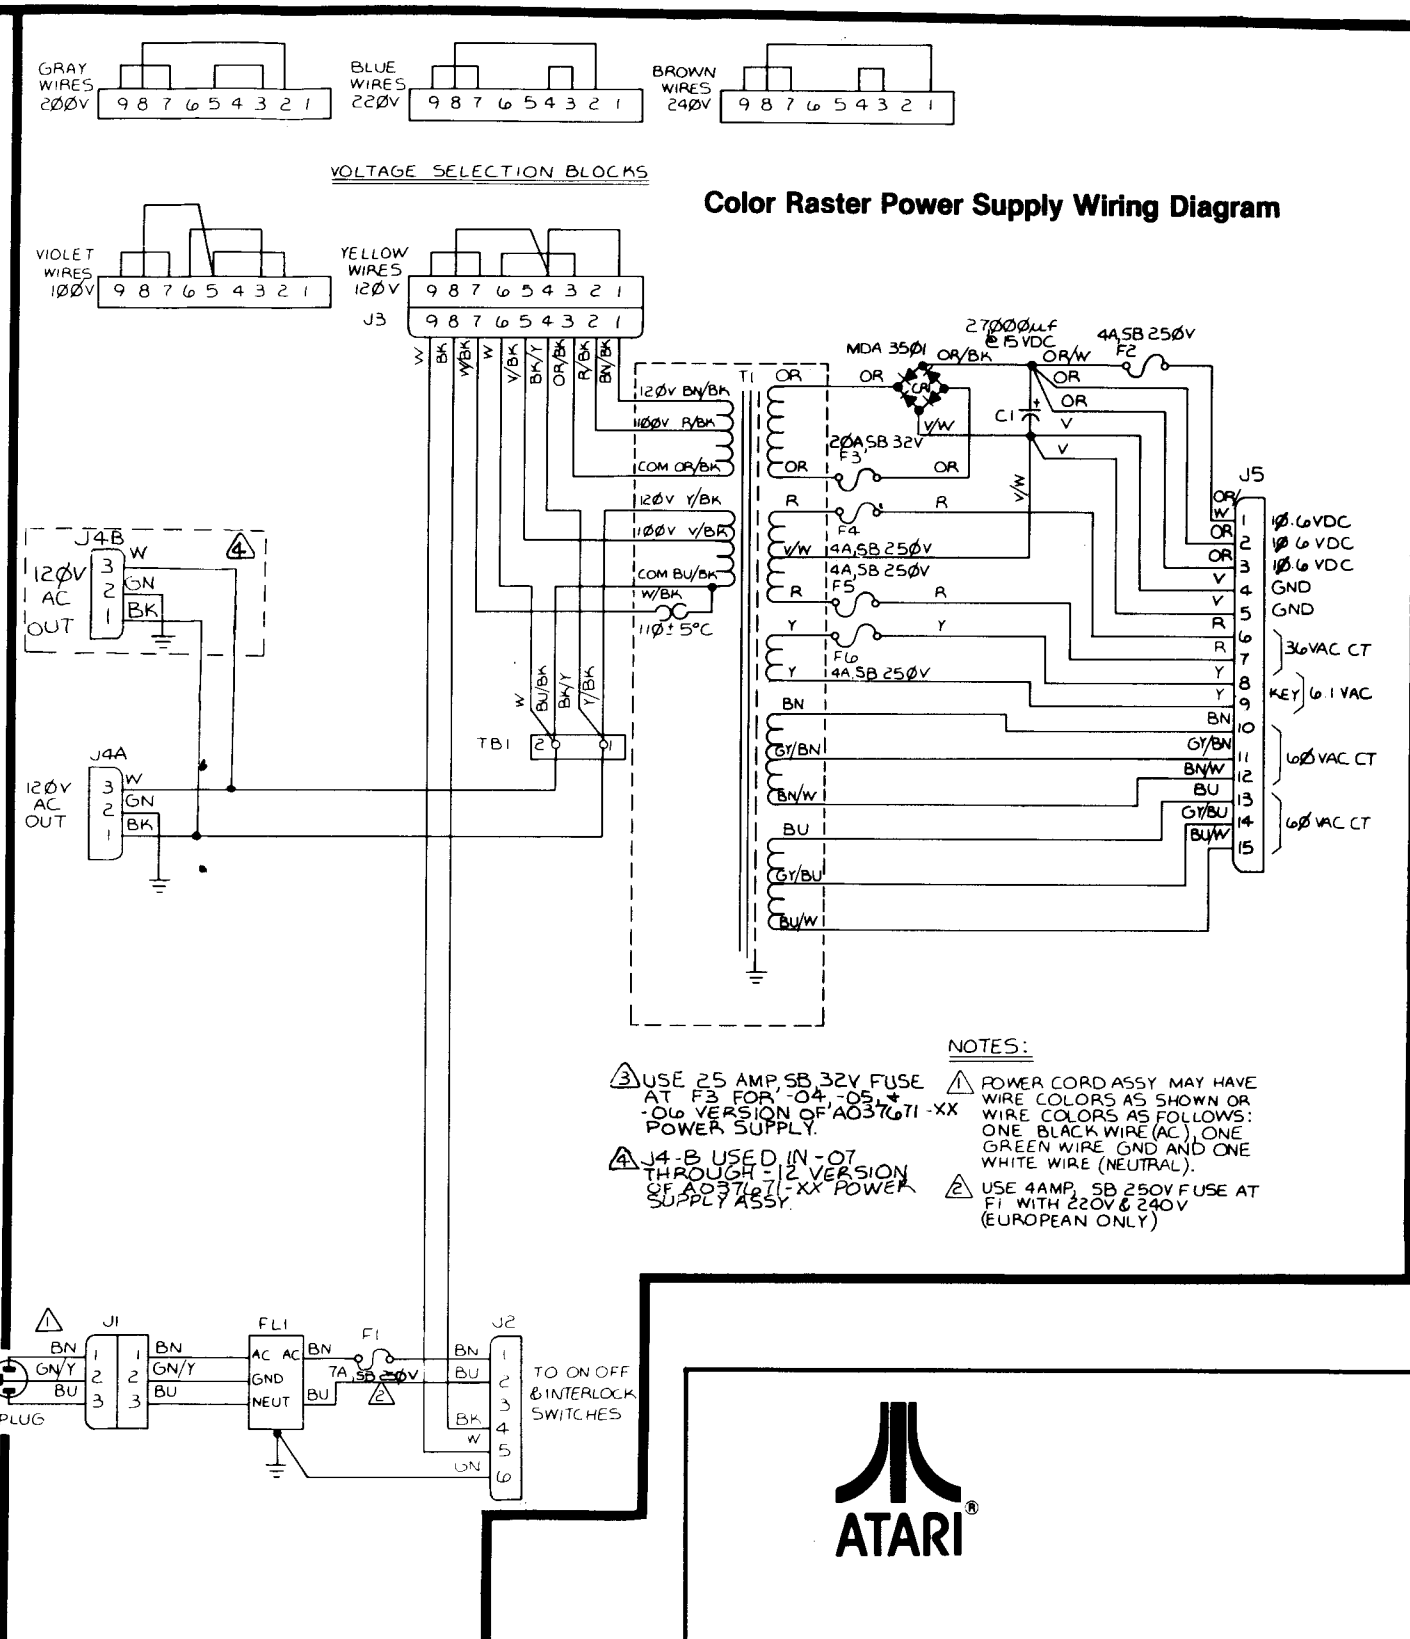 GRAY
WIRES
200V
9 8 7 6 5 4 3 2 1
BLUE
WIRES
220V
9 8 7 6 5 4 3 2 1
BROWN
WIRES
240V
9 8 7 6 5 4 3 2 1
VOLTAGE SELECTION BLOCKS
Color Raster Power Supply Wiring Diagram
VIOLET
WIRES
100V
9 8 7 6 5 4 3 2 1
YELLOW
WIRES
120V
9 8 7 6 5 4 3 2 1
J3
9 8 7 6 5 4 3 2 1
W
BK
W/BK
W
V/BK
BK/Y
OR/BK
R/BK
BN/BK
T1
120V BN/BK
100V R/BK
COM OR/BK
120V Y/BK
100V V/BK
COM BU/BK
W/BK
110±5°C
OR
OR
MDA 3501
CR1
OR/BK
27000µf
@ 15 VDC
OR/W
4A,SB 250V
F2
OR
OR
C1
+
V
V
V/W
V/W
20A,SB 32V
F3
OR
OR
R
F4
R
V/W
4A,SB 250V
4A,SB 250V
F5
R
R
Y
F6
Y
Y
4A,SB 250V
BN
GY/BN
BN/W
BU
GY/BU
BU/W
J5
OR/
W
1
10.6VDC
OR
2
10.6 VDC
OR
3
10.6 VDC
V
4
GND
V
5
GND
R
6
R
7
36VAC CT
Y
8
KEY
6.1 VAC
Y
9
BN
10
GY/BN
11
60VAC CT
BN/W
12
BU
13
GY/BU
14
60 VAC CT
BU/W
15
J4B
4
120V
AC
OUT
3
W
2
GN
1
BK
J4A
120V
AC
OUT
3
W
2
GN
1
BK
W
BU/BK
BK/Y
Y/BK
TB1
2
1
3 USE 25 AMP, SB, 32V FUSE
AT F3 FOR -04, -05, &
-06 VERSION OF A037671-XX
POWER SUPPLY.
4 J4-B USED IN -07
THROUGH -12 VERSION
OF A037671-XX POWER
SUPPLY ASSY.
NOTES:
1 POWER CORD ASSY MAY HAVE
WIRE COLORS AS SHOWN OR
WIRE COLORS AS FOLLOWS:
ONE BLACK WIRE (AC), ONE
GREEN WIRE GND AND ONE
WHITE WIRE (NEUTRAL).
2 USE 4AMP, SB 250V FUSE AT
F1 WITH 220V & 240V
(EUROPEAN ONLY)
1
J1
BN
1
1
BN
GN/Y
2
2
GN/Y
BU
3
3
BU
PLUG
FL1
AC AC
GND
NEUT
BN
BU
F1
7A, SB 250V
2
J2
BN
1
BU
2
3
BK
4
W
5
GN
6
TO ON OFF
& INTERLOCK
SWITCHES
ATARI®